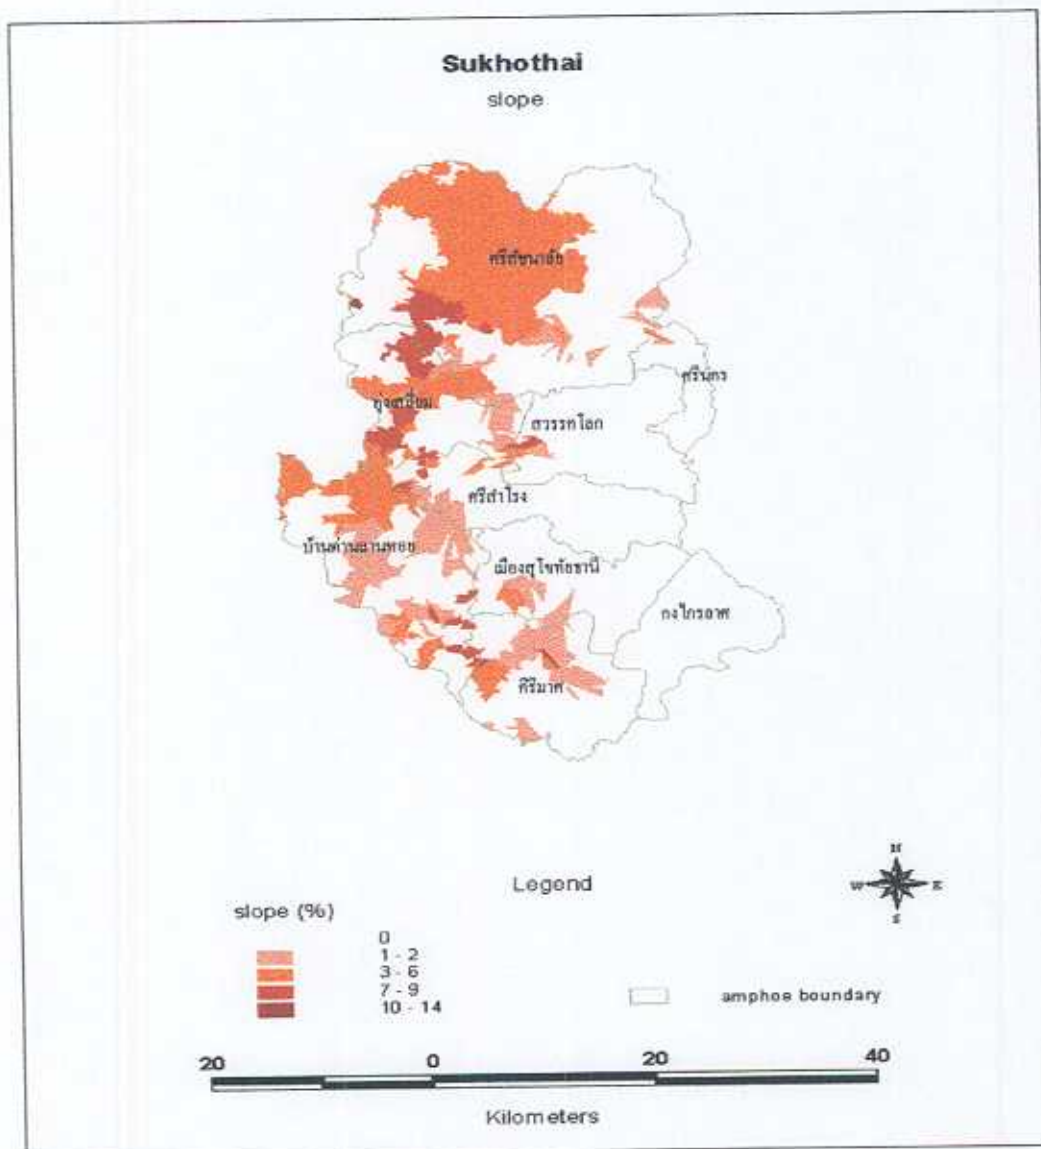 Sukhothai
slope
ศรีสัชนาลัย
ศรีนคร
ทุ่งเสลี่ยม
สวรรคโลก
ศรีสำโรง
บ้านด่านลานหอย
เมืองสุโขทัยธานี
กงไกรลาศ
คีรีมาศ
Legend
N
W E
S
slope (%)
0
1 - 2
3 - 6
7 - 9
10 - 14
amphoe boundary
20 0 20 40
Kilometers